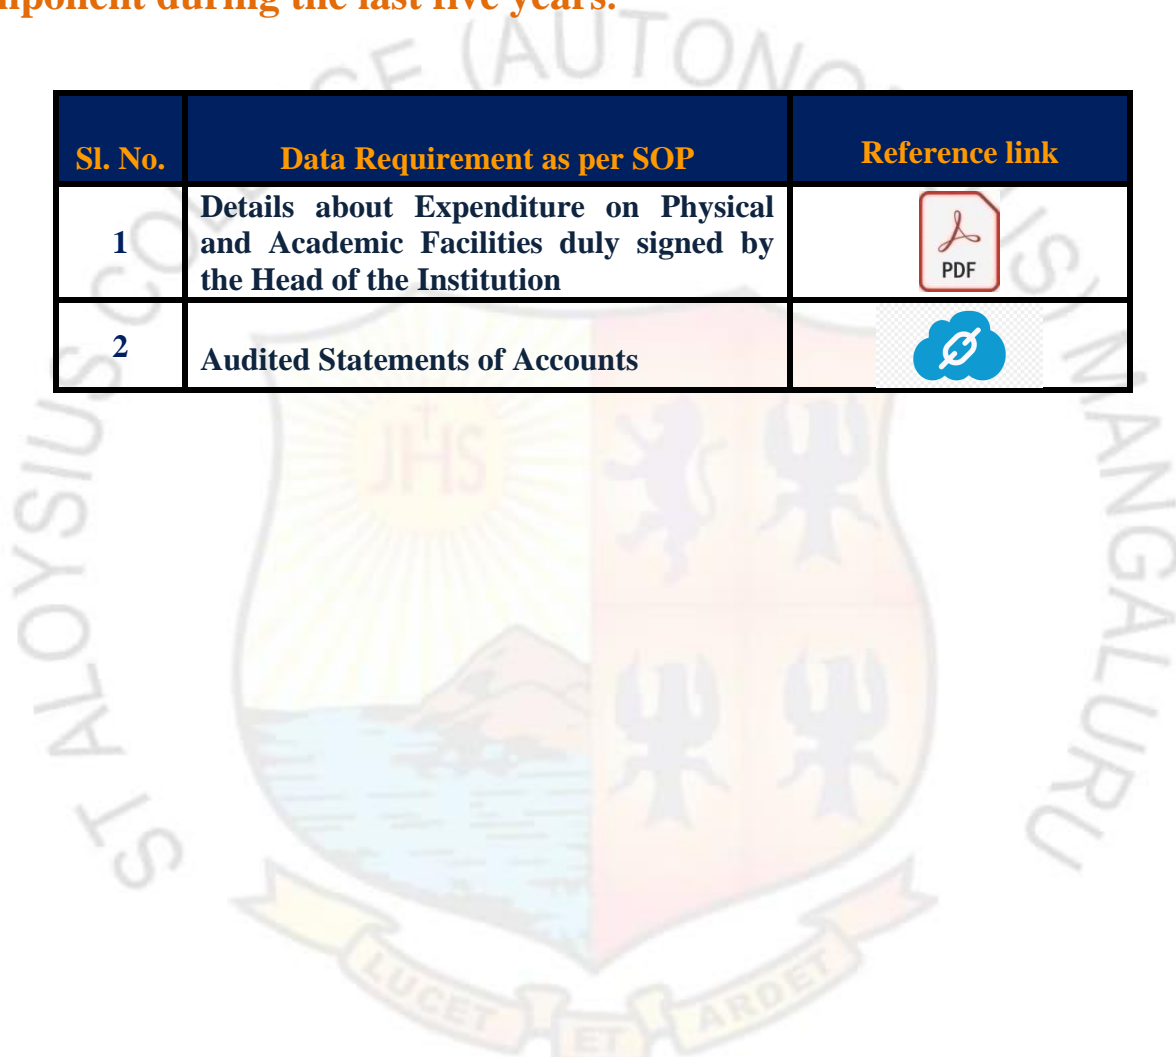 mponent during the last five years.
Sl. No. Data Requirement as per SOP Reference link
1 Details about Expenditure on Physical
and Academic Facilities duly signed by
the Head of the Institution
PDF
2 Audited Statements of Accounts
ST ALOYSIUS COLLEGE (AUTONOMOUS) MANGALURU
JHS
LUCET ET ARDET